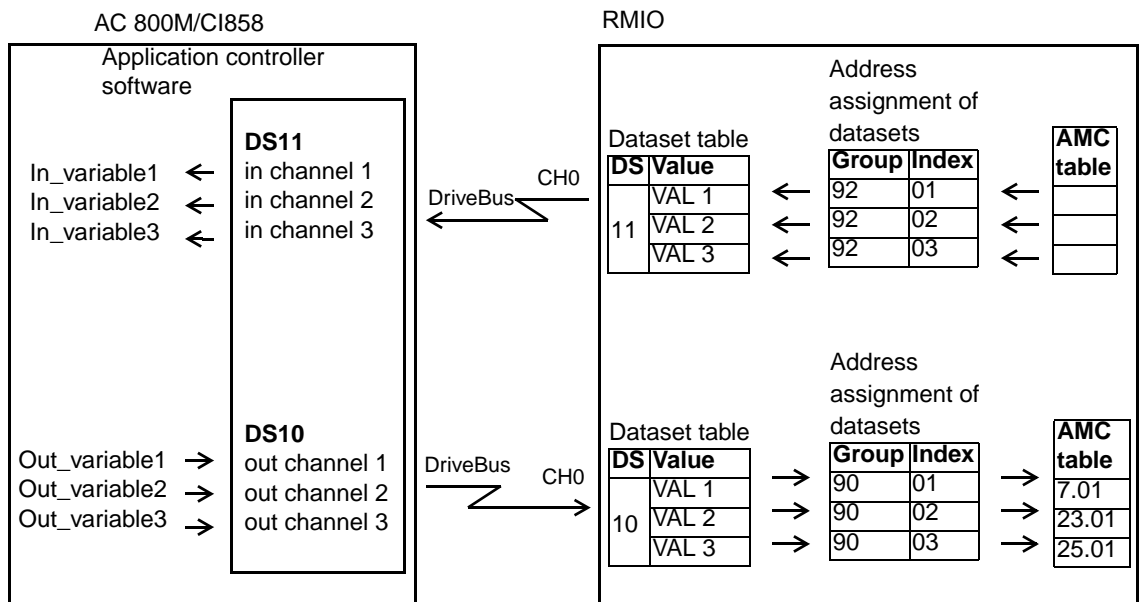 AC 800M/CI858
Application controller
software
DS11
in channel 1
in channel 2
in channel 3
In_variable1
In_variable2
In_variable3
DS10
out channel 1
out channel 2
out channel 3
Out_variable1
Out_variable2
Out_variable3
DriveBus
CH0
DriveBus
CH0
RMIO
Dataset table
DS Value
11
VAL 1
VAL 2
VAL 3
Address
assignment of
datasets
Group Index
92 01
92 02
92 03
AMC
table
Dataset table
DS Value
10
VAL 1
VAL 2
VAL 3
Address
assignment of
datasets
Group Index
90 01
90 02
90 03
AMC
table
7.01
23.01
25.01